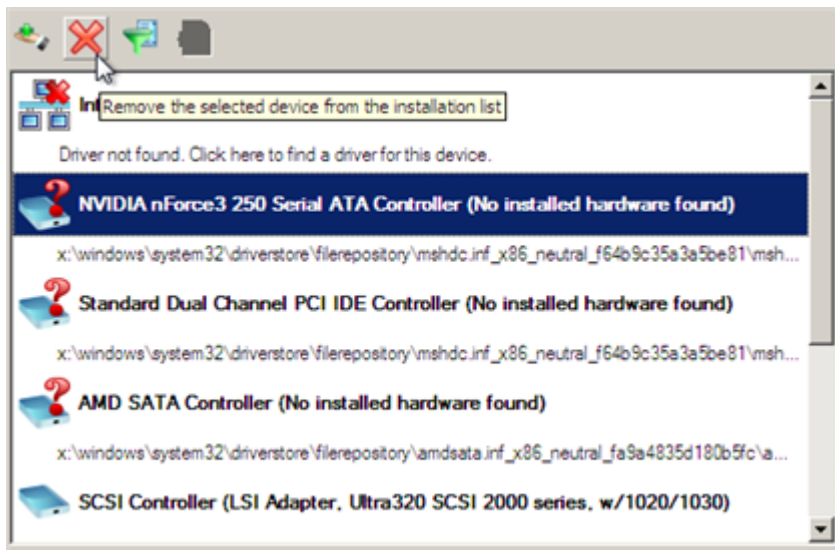 Remove the selected device from the installation list
Driver not found. Click here to find a driver for this device.
NVIDIA nForce3 250 Serial ATA Controller (No installed hardware found)
x:\windows\system32\driverstore\filerepository\mshdc.inf_x86_neutral_f64b9c35a3a5be81\msh...
Standard Dual Channel PCI IDE Controller (No installed hardware found)
x:\windows\system32\driverstore\filerepository\mshdc.inf_x86_neutral_f64b9c35a3a5be81\msh...
AMD SATA Controller (No installed hardware found)
x:\windows\system32\driverstore\filerepository\amdsata.inf_x86_neutral_fa9a4835d180b5fc\a...
SCSI Controller (LSI Adapter, Ultra320 SCSI 2000 series, w/1020/1030)